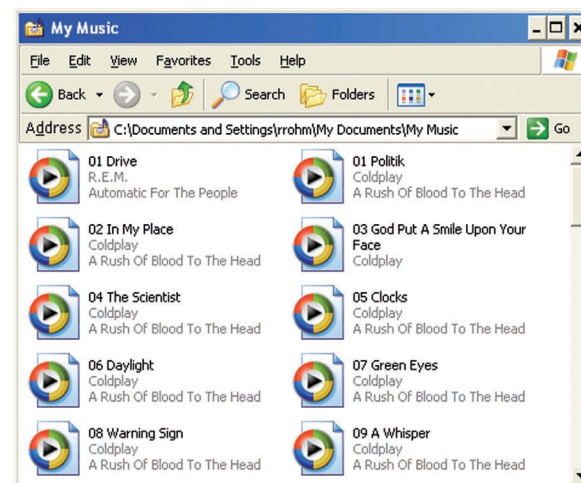 My Music
File Edit View Favorites Tools Help
Back Search Folders
Address C:\Documents and Settings\rrohm\My Documents\My Music Go
01 Drive
R.E.M.
Automatic For The People
01 Politik
Coldplay
A Rush Of Blood To The Head
02 In My Place
Coldplay
A Rush Of Blood To The Head
03 God Put A Smile Upon Your
Face
Coldplay
04 The Scientist
Coldplay
A Rush Of Blood To The Head
05 Clocks
Coldplay
A Rush Of Blood To The Head
06 Daylight
Coldplay
A Rush Of Blood To The Head
07 Green Eyes
Coldplay
A Rush Of Blood To The Head
08 Warning Sign
Coldplay
A Rush Of Blood To The Head
09 A Whisper
Coldplay
A Rush Of Blood To The Head